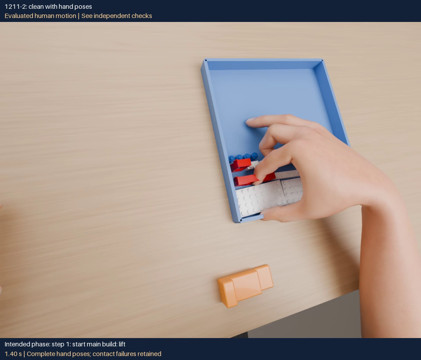 1211-2: clean with hand poses
Evaluated human motion | See independent checks
Intended phase: step 1: start main build: lift
1.40 s | Complete hand poses; contact failures retained